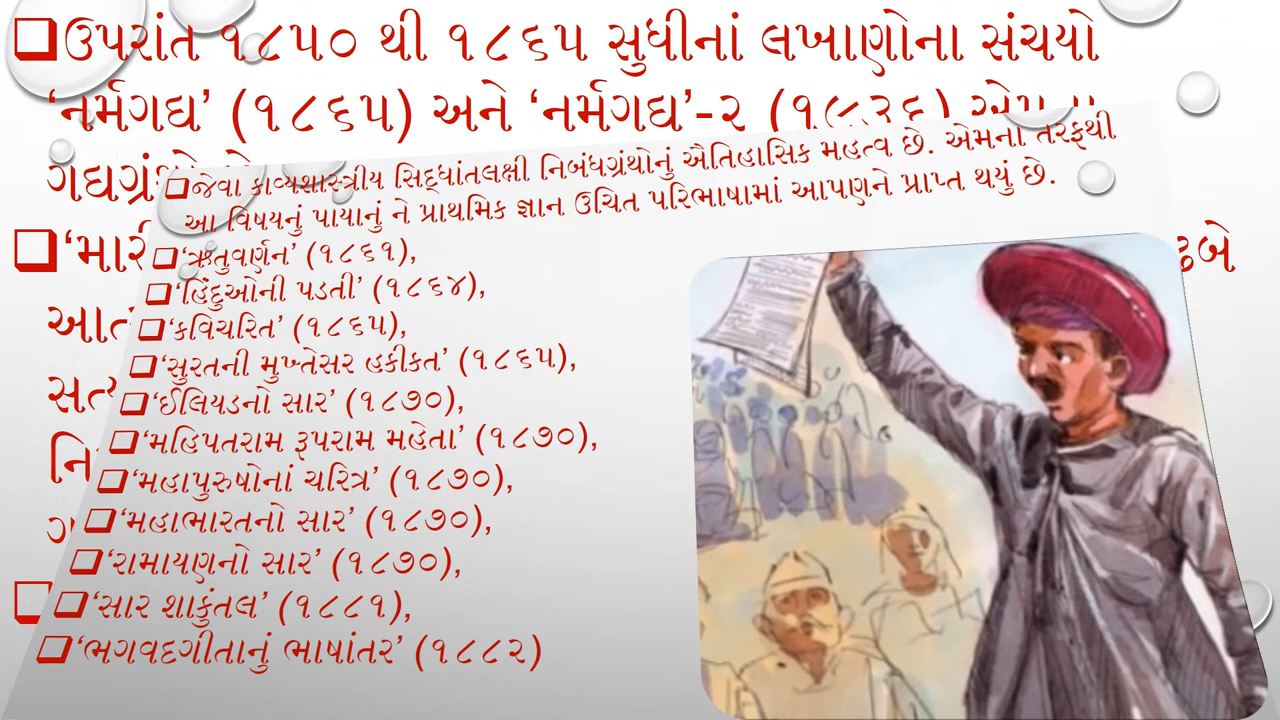 ❑ઉપરાંત ૧૮૫૦ થી ૧૮૬૫ સુધીનાં લખાણોના સંચયો
‘નર્મગદ્ય’ (૧૮૬૫) અને ‘નર્મગદ્ય’-૨
❑જેવા કાવ્યશાસ્ત્રીય સિદ્ધાંતલક્ષી નિબંધગ્રંથોનું ઐતિહાસિક મહત્વ છે. એમના તરફથી
આ વિષયનું પાયાનું ને પ્રાથમિક જ્ઞાન ઉચિત પરિભાષામાં આપણને પ્રાપ્ત થયું છે.
❑‘ઋતુવર્ણન’ (૧૮૬૧),
❑‘હિંદુઓની પડતી’ (૧૮૬૪),
❑‘કવિચરિત’ (૧૮૬૫),
❑‘સુરતની મુખ્તેસર હકીકત’ (૧૮૬૫),
❑‘ઈલિયડનો સાર’ (૧૮૭૦),
❑‘મહિપતરામ રૂપરામ મહેતા’ (૧૮૭૦),
❑‘મહાપુરુષોનાં ચરિત્ર’ (૧૮૭૦),
❑‘મહાભારતનો સાર’ (૧૮૭૦),
❑‘રામાયણનો સાર’ (૧૮૭૦),
❑‘સાર શાકુંતલ’ (૧૮૮૧),
❑‘ભગવદગીતાનું ભાષાંતર’ (૧૮૮૨)